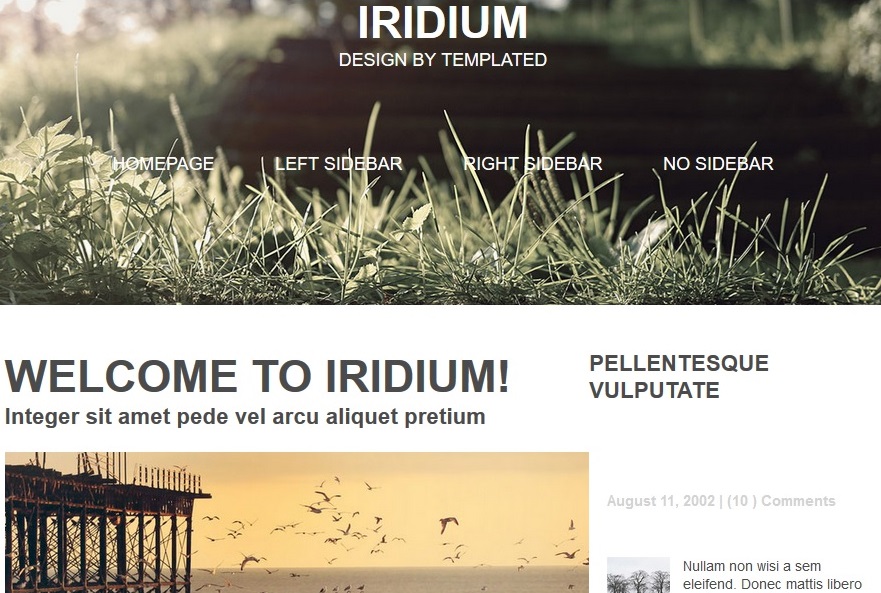 IRIDIUM
DESIGN BY TEMPLATED
HOMEPAGE LEFT SIDEBAR RIGHT SIDEBAR NO SIDEBAR
WELCOME TO IRIDIUM!
Integer sit amet pede vel arcu aliquet pretium
PELLENTESQUE
VULPUTATE
August 11, 2002 | (10 ) Comments
Nullam non wisi a sem
eleifend. Donec mattis libero